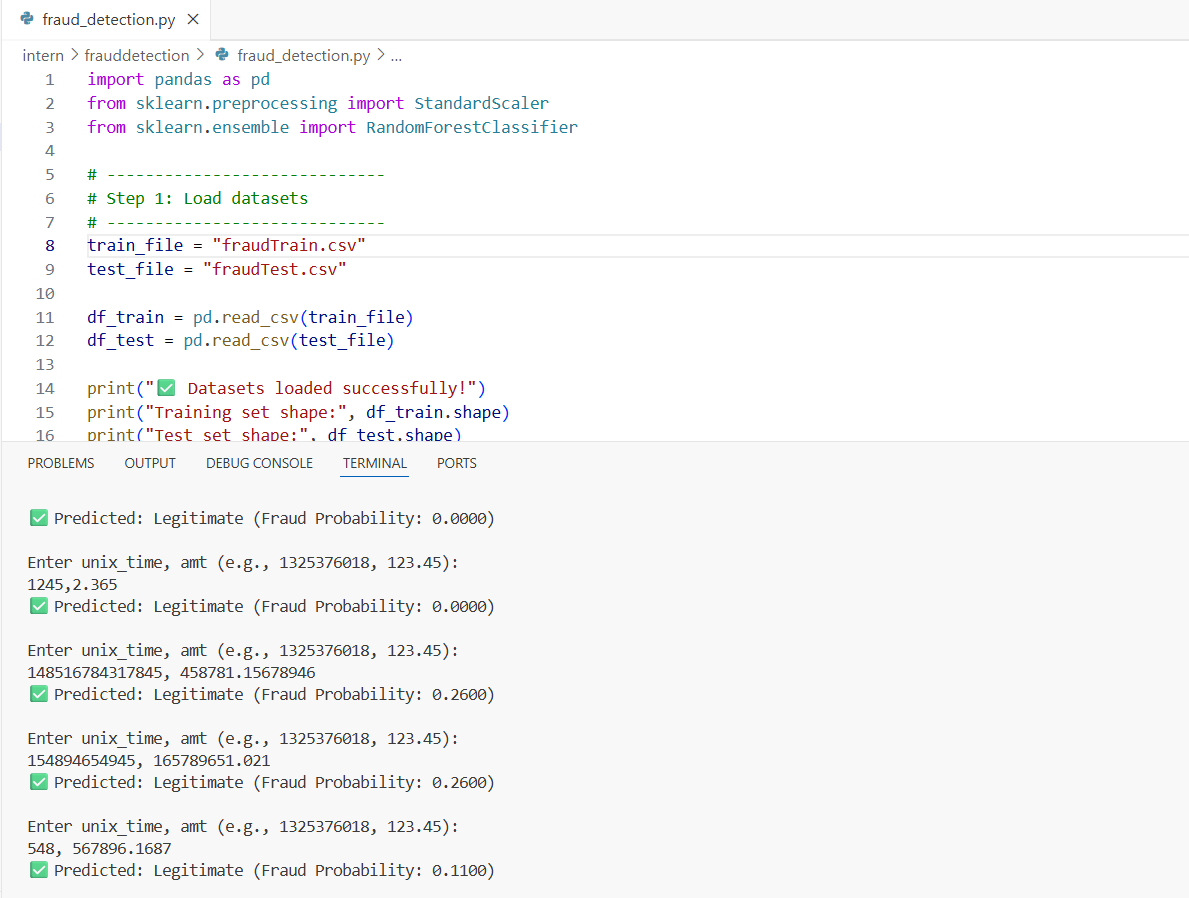 fraud_detection.py ×
intern > frauddetection > fraud_detection.py > ...
1 import pandas as pd
2 from sklearn.preprocessing import StandardScaler
3 from sklearn.ensemble import RandomForestClassifier
4
5 # -----------------------------
6 # Step 1: Load datasets
7 # -----------------------------
8 train_file = "fraudTrain.csv"
9 test_file = "fraudTest.csv"
10
11 df_train = pd.read_csv(train_file)
12 df_test = pd.read_csv(test_file)
13
14 print("✅ Datasets loaded successfully!")
15 print("Training set shape:", df_train.shape)
16 print("Test set shape:", df_test.shape)
PROBLEMS OUTPUT DEBUG CONSOLE TERMINAL PORTS
✅ Predicted: Legitimate (Fraud Probability: 0.0000)
Enter unix_time, amt (e.g., 1325376018, 123.45):
1245,2.365
✅ Predicted: Legitimate (Fraud Probability: 0.0000)
Enter unix_time, amt (e.g., 1325376018, 123.45):
148516784317845, 458781.15678946
✅ Predicted: Legitimate (Fraud Probability: 0.2600)
Enter unix_time, amt (e.g., 1325376018, 123.45):
154894654945, 165789651.021
✅ Predicted: Legitimate (Fraud Probability: 0.2600)
Enter unix_time, amt (e.g., 1325376018, 123.45):
548, 567896.1687
✅ Predicted: Legitimate (Fraud Probability: 0.1100)